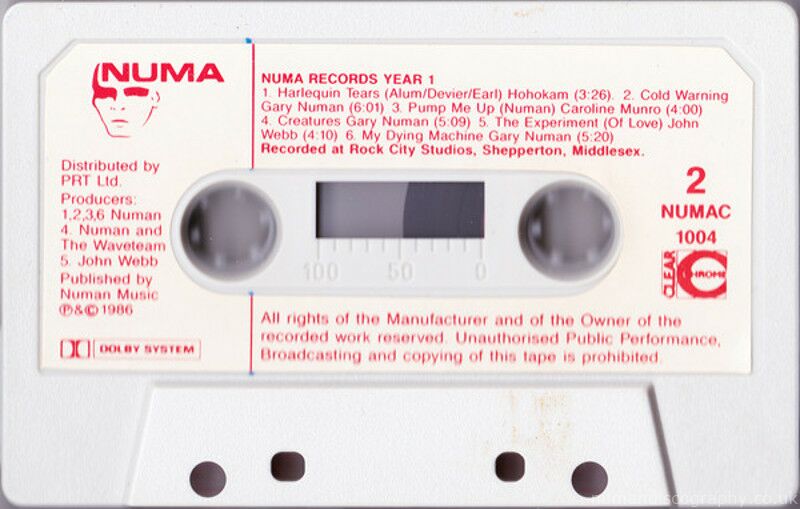 NUMA
NUMA RECORDS YEAR 1
1. Harlequin Tears (Alum/Devier/Earl) Hohokam (3:26). 2. Cold Warning
Gary Numan (6:01) 3. Pump Me Up (Numan) Caroline Munro (4:00)
4. Creatures Gary Numan (5:09) 5. The Experiment (Of Love) John
Webb (4:10) 6. My Dying Machine Gary Numan (5:20)
Recorded at Rock City Studios, Shepperton, Middlesex.
Distributed by
PRT Ltd.
Producers:
1,2,3,6 Numan
4. Numan and
The Waveteam
5. John Webb
Published by
Numan Music
℗&©1986
DOLBY SYSTEM
100 50 0
2
NUMAC
1004
CLEAR
CHROME
All rights of the Manufacturer and of the Owner of the
recorded work reserved. Unauthorised Public Performance,
Broadcasting and copying of this tape is prohibited.
numandiscography.co.uk